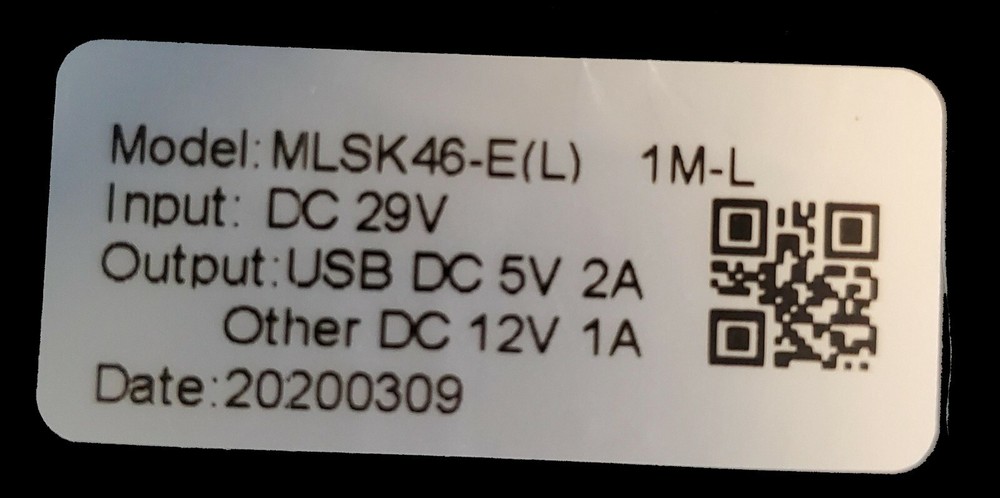 Model: MLSK46-E(L) 1M-L
Input: DC 29V
Output: USB DC 5V 2A
Other DC 12V 1A
Date: 20200309